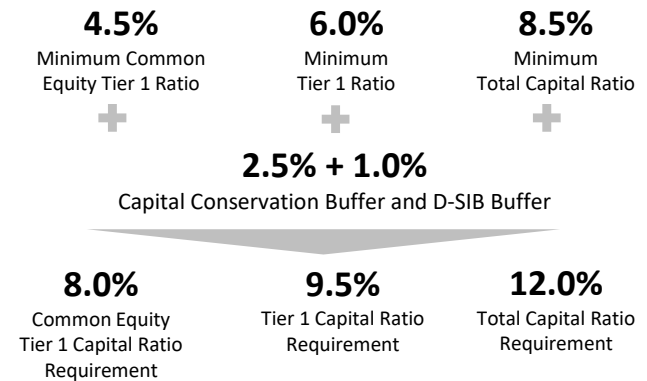 4.5%
Minimum Common
Equity Tier 1 Ratio
6.0%
Minimum
Tier 1 Ratio
8.5%
Minimum
Total Capital Ratio
2.5% + 1.0%
Capital Conservation Buffer and D-SIB Buffer
8.0%
Common Equity
Tier 1 Capital Ratio
Requirement
9.5%
Tier 1 Capital Ratio
Requirement
12.0%
Total Capital Ratio
Requirement